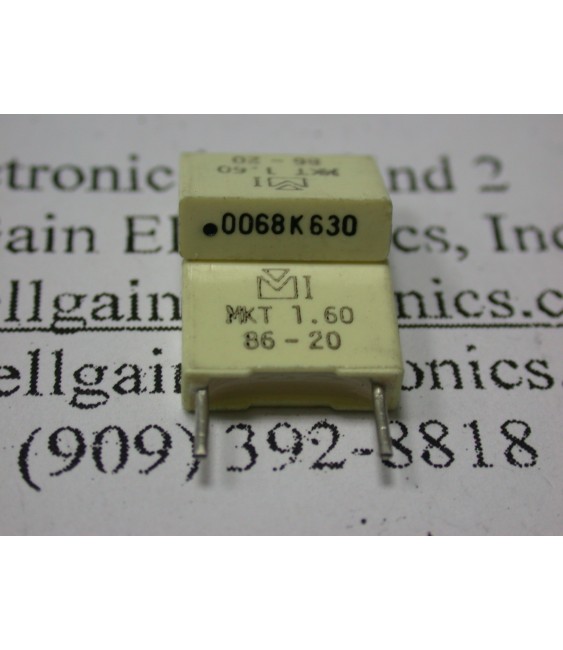 86-20
MKT 1.60
I
.0068K630
I
MKT 1.60
86-20
tronic nd 2
ain El cs, Inc
llgain onics.c
ellgain onics.
(909) 392-8818